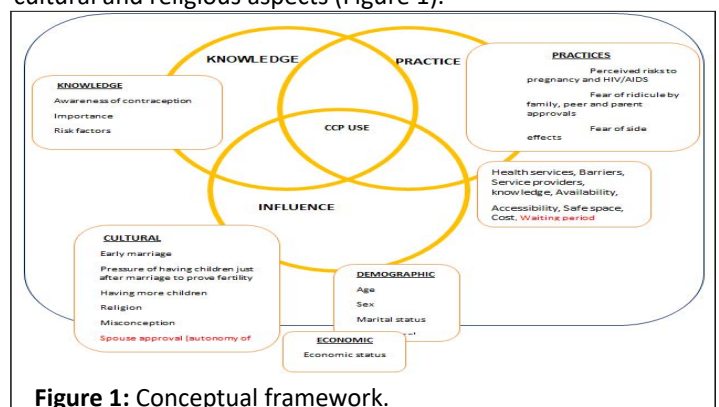 cultural and religious aspects (Figure 1).
KNOWLEDGE
PRACTICE
CCP USE
INFLUENCE
KNOWLEDGE
Awareness of contraception
Importance
Risk factors
PRACTICES
Perceived risks to
pregnancy and HIV/AIDS
Fear of ridicule by
family, peer and parent
approvals
Fear of side
effects
Health services, Barriers,
Service providers,
knowledge, Availability,
Accessibility, Safe space,
Cost, Waiting period
CULTURAL
Early marriage
Pressure of having children just
after marriage to prove fertility
Having more children
Religion
Misconception
Spouse approval (autonomy of
DEMOGRAPHIC
Age
Sex
Marital status
ECONOMIC
Economic status
Figure 1: Conceptual framework.